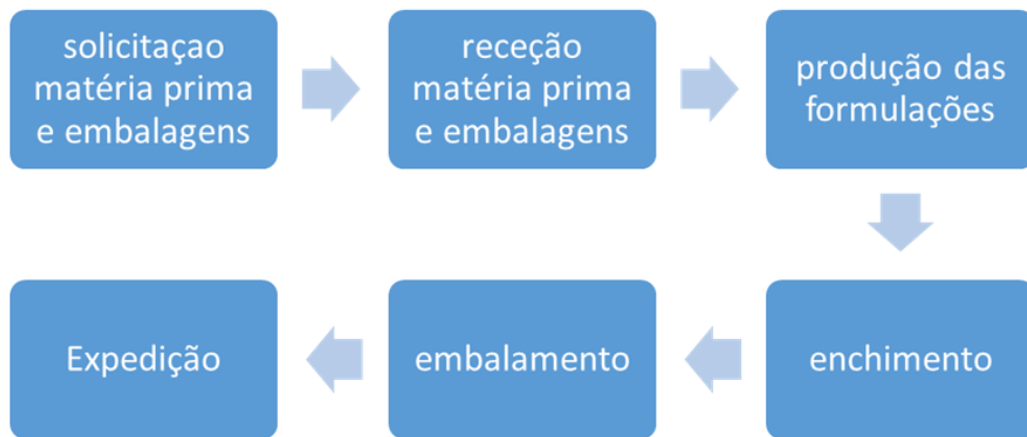 solicitaçao
matéria prima
e embalagens
receção
matéria prima
e embalagens
produção das
formulações
enchimento
embalamento
Expedição